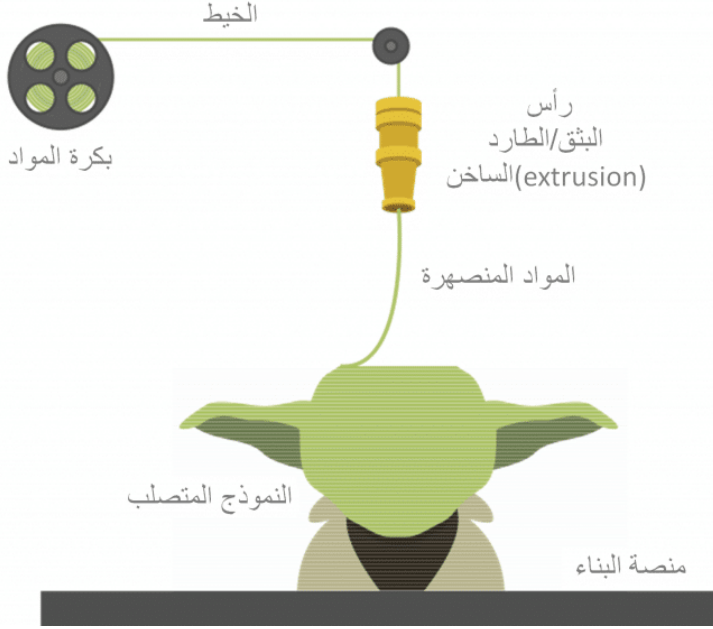 الخيط
بكرة المواد
رأس
البثق/الطارد
الساخن(extrusion)
المواد المنصهرة
النموذج المتصلب
منصة البناء